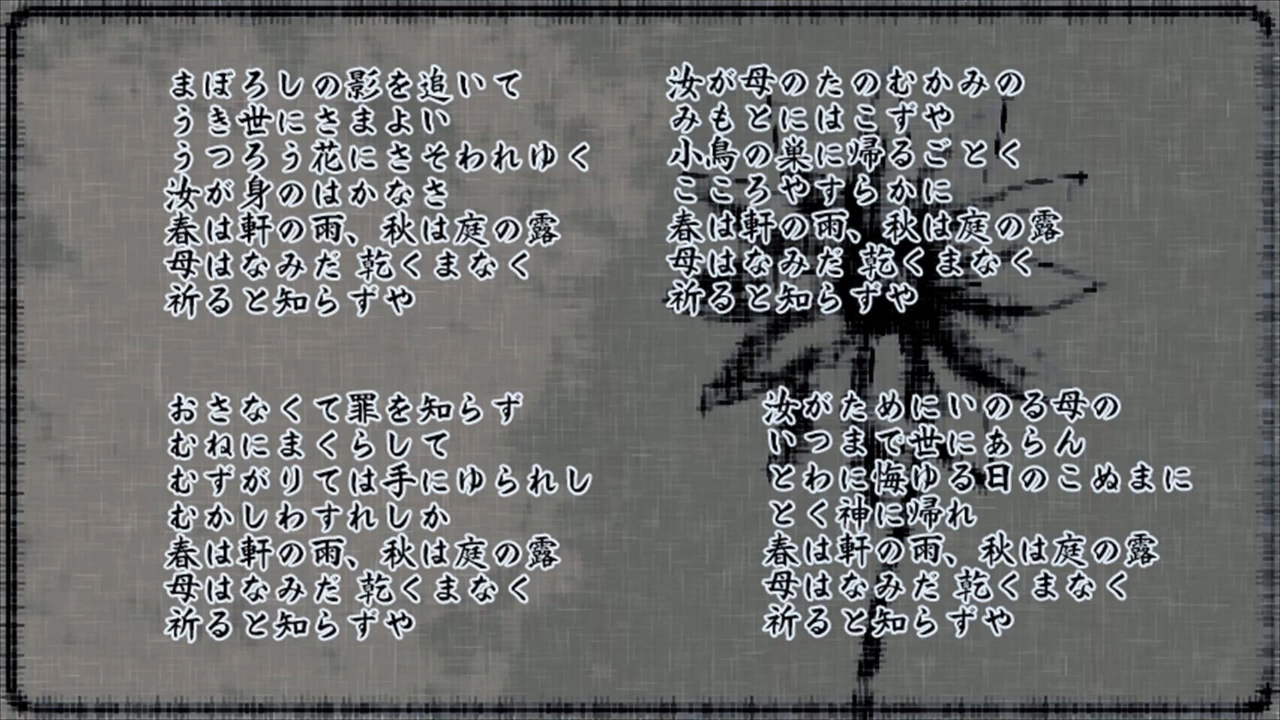 まぼろしの影を追いて
うき世にさまよい
うつろう花にさそわれゆく
汝が身のはかなさ
春は軒の雨、秋は庭の露
母はなみだ乾くまなく
祈ると知らずや
おさなくて罪を知らず
むねにまくらして
むずがりては手にゆられし
むかしわすれしか
春は軒の雨、秋は庭の露
母はなみだ乾くまなく
祈ると知らずや
汝が母のたのむかみの
みもとにはこずや
小鳥の巣に帰るごとく
こころやすらかに
春は軒の雨、秋は庭の露
母はなみだ乾くまなく
祈ると知らずや
汝がためにいのる母の
いつまで世にあらん
とわに悔ゆる日のこぬまに
とく神に帰れ
春は軒の雨、秋は庭の露
母はなみだ乾くまなく
祈ると知らずや